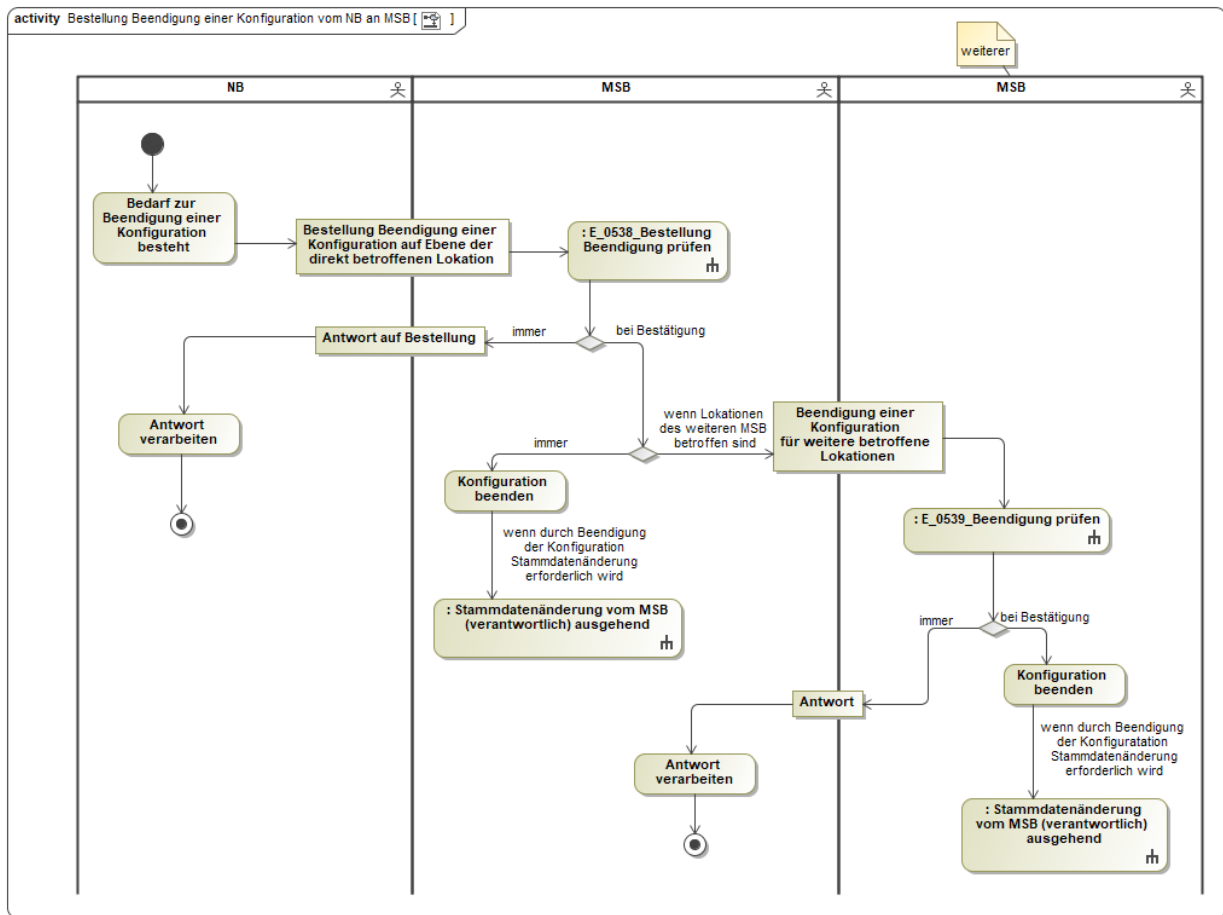 activity Bestellung Beendigung einer Konfiguration vom NB an MSB [ ]
weiterer
NB
MSB
MSB
Bedarf zur
Beendigung einer
Konfiguration
besteht
Bestellung Beendigung einer
Konfiguration auf Ebene der
direkt betroffenen Lokation
: E_0538_Bestellung
Beendigung prüfen
Antwort auf Bestellung
immer
bei Bestätigung
Antwort
verarbeiten
immer
wenn Lokationen
des weiteren MSB
betroffen sind
Beendigung einer
Konfiguration
für weitere betroffene
Lokationen
Konfiguration
beenden
: E_0539_Beendigung prüfen
wenn durch Beendigung
der Konfiguration
Stammdatenänderung
erforderlich wird
: Stammdatenänderung vom MSB
(verantwortlich) ausgehend
immer
bei Bestätigung
Konfiguration
beenden
Antwort
wenn durch Beendigung
der Konfiguratation
Stammdatenänderung
erforderlich wird
Antwort
verarbeiten
: Stammdatenänderung
vom MSB (verantwortlich)
ausgehend